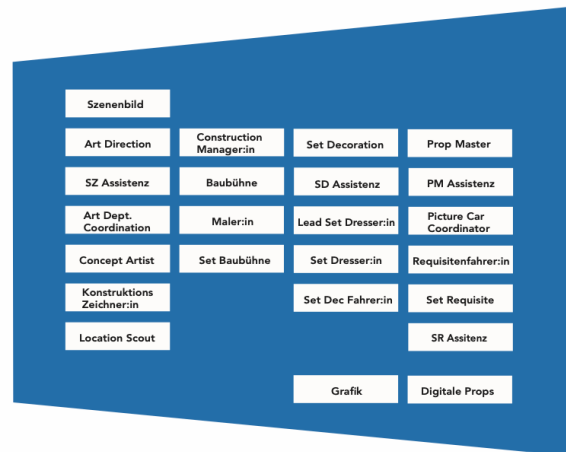 Szenenbild
Art Direction
Construction
Manager:in
Set Decoration
Prop Master
SZ Assistenz
Baubühne
SD Assistenz
PM Assistenz
Art Dept.
Coordination
Maler:in
Lead Set Dresser:in
Picture Car
Coordinator
Concept Artist
Set Baubühne
Set Dresser:in
Requisitenfahrer:in
Konstruktions
Zeichner:in
Set Dec Fahrer:in
Set Requisite
Location Scout
SR Assitenz
Grafik
Digitale Props